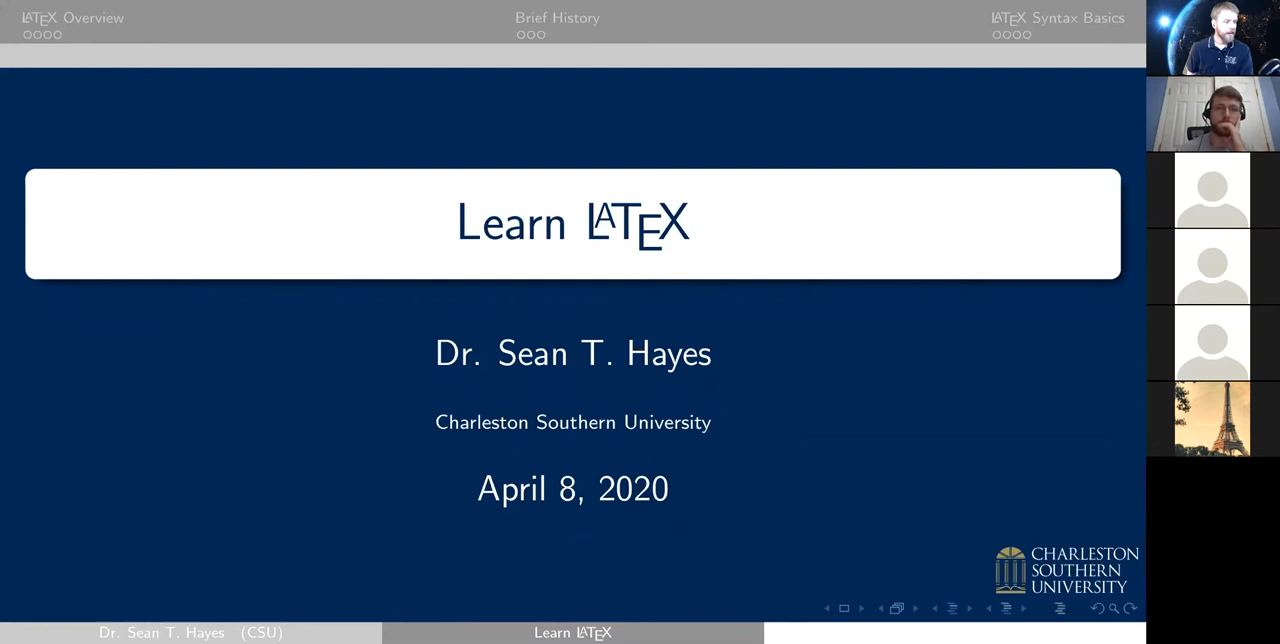 LATEX Overview
Brief History
LATEX Syntax Basics
Learn LATEX
Dr. Sean T. Hayes
Charleston Southern University
April 8, 2020
CHARLESTON
SOUTHERN
UNIVERSITY
Dr. Sean T. Hayes (CSU)
Learn LATEX